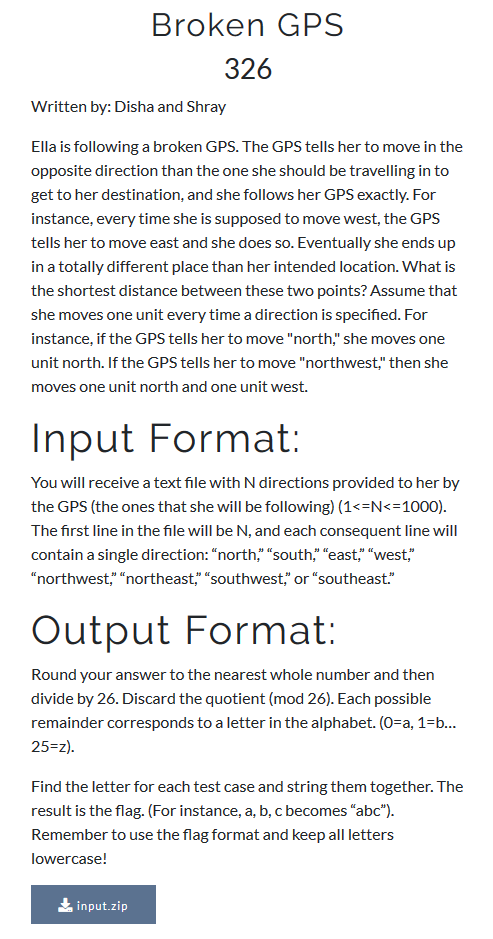 Broken GPS
326
Written by: Disha and Shray
Ella is following a broken GPS. The GPS tells her to move in the
opposite direction than the one she should be travelling in to
get to her destination, and she follows her GPS exactly. For
instance, every time she is supposed to move west, the GPS
tells her to move east and she does so. Eventually she ends up
in a totally different place than her intended location. What is
the shortest distance between these two points? Assume that
she moves one unit every time a direction is specified. For
instance, if the GPS tells her to move "north," she moves one
unit north. If the GPS tells her to move "northwest," then she
moves one unit north and one unit west.
Input Format:
You will receive a text file with N directions provided to her by
the GPS (the ones that she will be following) (1<=N<=1000).
The first line in the file will be N, and each consequent line will
contain a single direction: “north,” “south,” “east,” “west,”
“northwest,” “northeast,” “southwest,” or “southeast.”
Output Format:
Round your answer to the nearest whole number and then
divide by 26. Discard the quotient (mod 26). Each possible
remainder corresponds to a letter in the alphabet. (0=a, 1=b…
25=z).
Find the letter for each test case and string them together. The
result is the flag. (For instance, a, b, c becomes “abc”).
Remember to use the flag format and keep all letters
lowercase!
input.zip